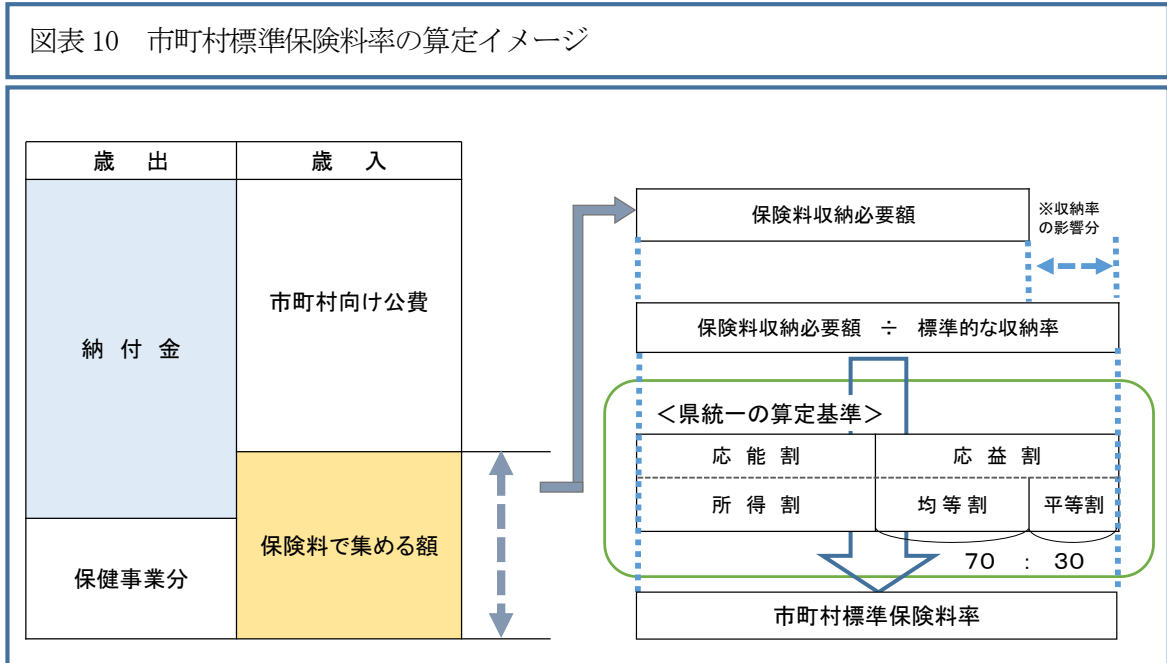 図表 10　市町村標準保険料率の算定イメージ
歳　出
歳　入
納 付 金
保健事業分
市町村向け公費
保険料で集める額
保険料収納必要額
※収納率
の影響分
保険料収納必要額　÷　標準的な収納率
＜県統一の算定基準＞
応 能 割
応 益 割
所 得 割
均 等 割
平等割
70　:　30
市町村標準保険料率